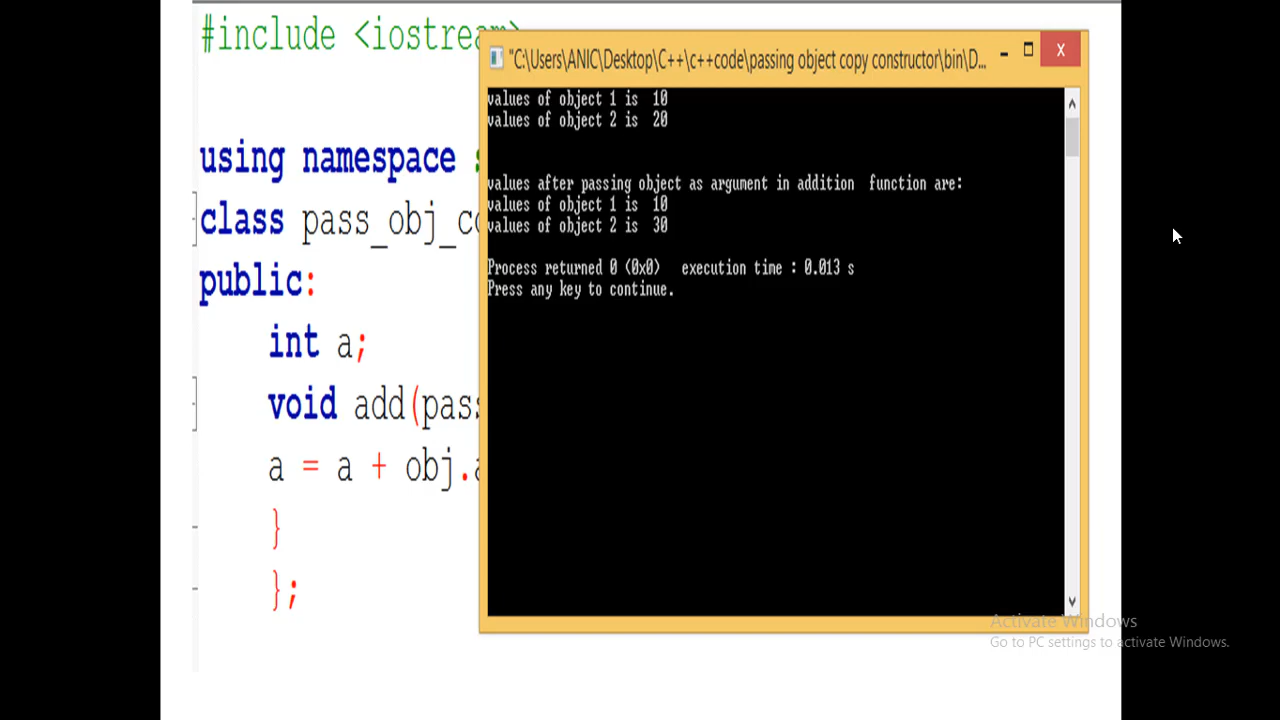 #include <iostream>
"C:\Users\ANIC\Desktop\C++\c++code\passing object copy constructor\bin\D...
values of object 1 is 10
values of object 2 is 20
using namespace
values after passing object as argument in addition function are:
values of object 1 is 10
values of object 2 is 30
class pass_obj_co
Process returned 0 (0x0) execution time : 0.013 s
Press any key to continue.
public:
int a;
void add(pass
a = a + obj.a
}
};
Activate Windows
Go to PC settings to activate Windows.